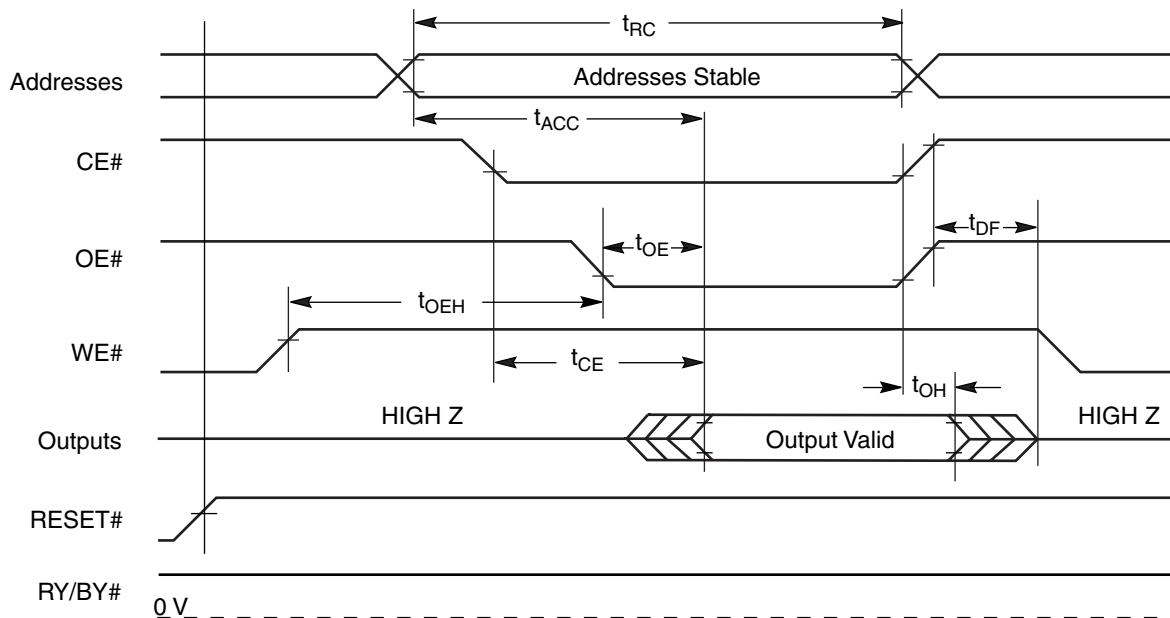 tRC
Addresses
Addresses Stable
tACC
CE#
tDF
OE#
tOE
tOEH
WE#
tCE
tOH
HIGH Z
HIGH Z
Outputs
Output Valid
RESET#
RY/BY#
0 V